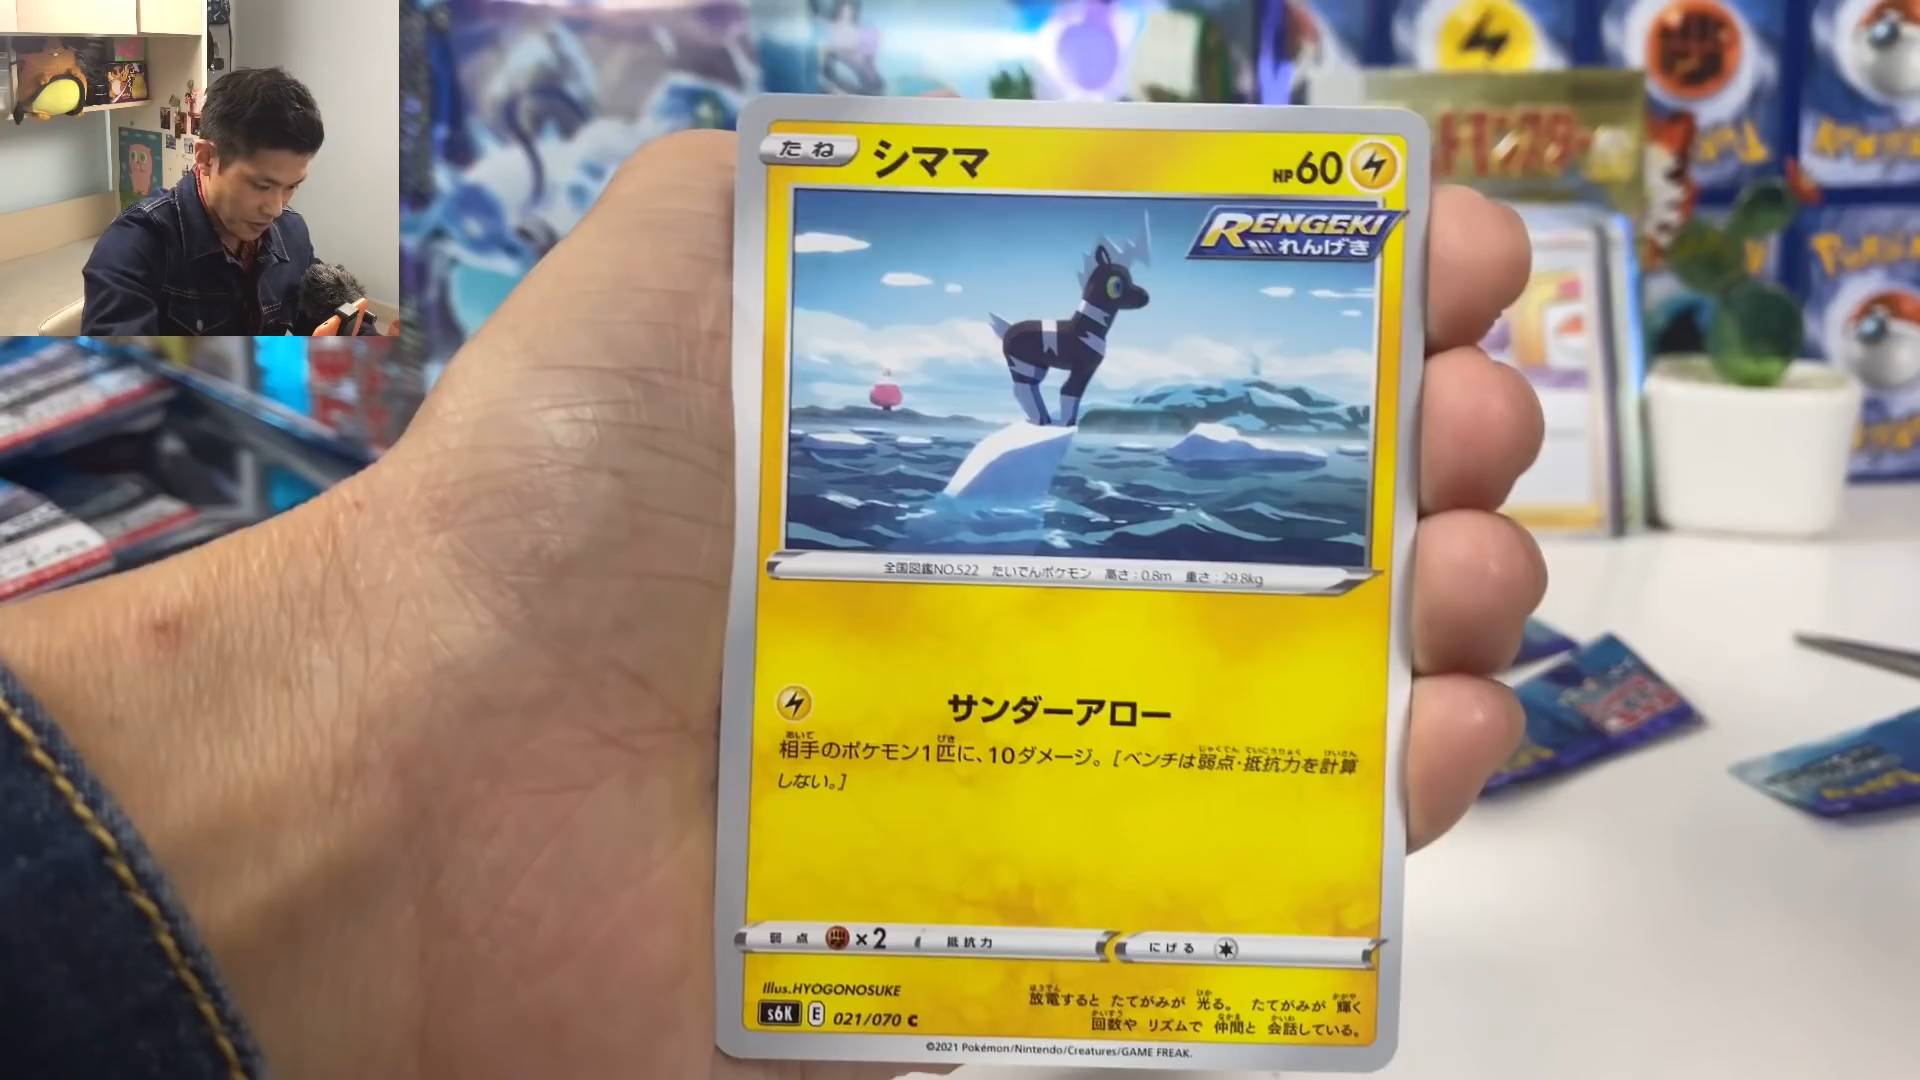 たね シママ HP60
RENGEKI
れんげき
全国図鑑NO.522 たいでんポケモン 高さ:0.8m 重さ:29.8kg
サンダーアロー
相手のポケモン1匹に、10ダメージ。[ベンチは弱点・抵抗力を計算
しない。]
弱点 ×2 抵抗力 にげる
Illus.HYOGONOSUKE
s6K E 021/070 C
放電すると たてがみが 光る。 たてがみが 輝く
回数や リズムで 仲間と 会話している。
©2021 Pokémon/Nintendo/Creatures/GAME FREAK.